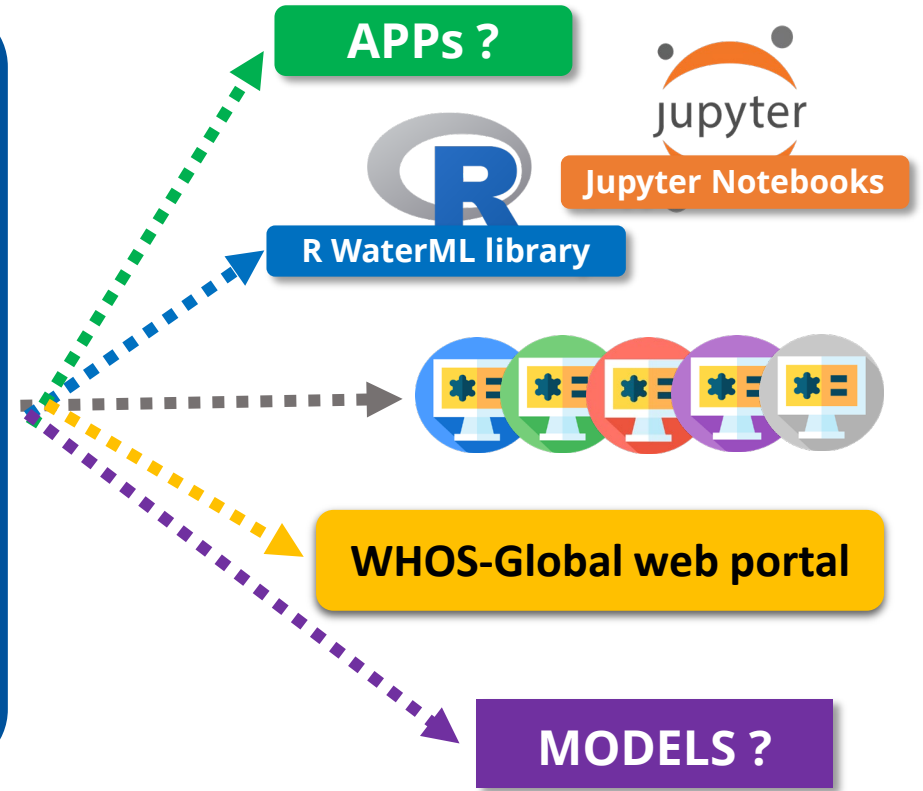 APPs ?
jupyter
Jupyter Notebooks
R
R WaterML library
WHOS-Global web portal
MODELS ?